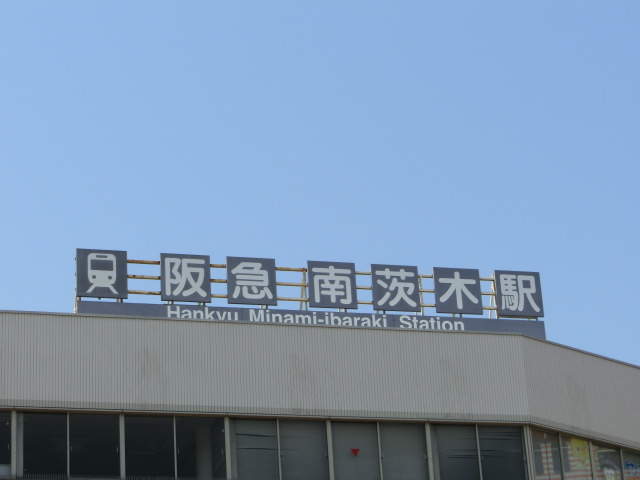 阪急 南茨木駅
Hankyu Minami-ibaraki Station